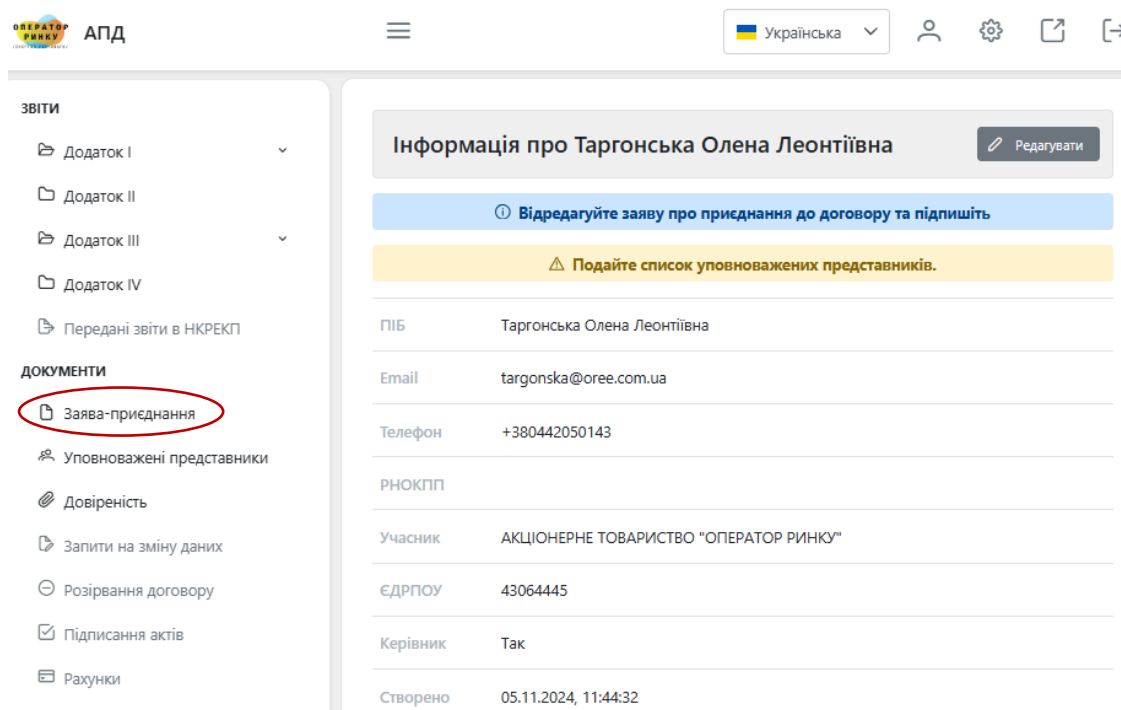 ОПЕРАТОР
РИНКУ
АПД
Українська
ЗВІТИ
Додаток I
Додаток II
Додаток III
Додаток IV
Передані звіти в НКРЕКП
ДОКУМЕНТИ
Заява-приєднання
Уповноважені представники
Довіреність
Запити на зміну даних
Розірвання договору
Підписання актів
Рахунки
Інформація про Таргонська Олена Леонтіївна
Редагувати
Відредагуйте заяву про приєднання до договору та підпишіть
Подайте список уповноважених представників.
ПІБ Таргонська Олена Леонтіївна
Email targonska@oree.com.ua
Телефон +380442050143
РНОКПП
Учасник АКЦІОНЕРНЕ ТОВАРИСТВО "ОПЕРАТОР РИНКУ"
ЄДРПОУ 43064445
Керівник Так
Створено 05.11.2024, 11:44:32